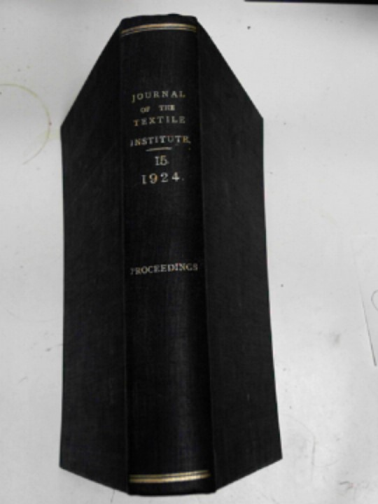 JOURNAL
OF THE
TEXTILE
INSTITUTE.
15.
1924.
PROCEEDINGS